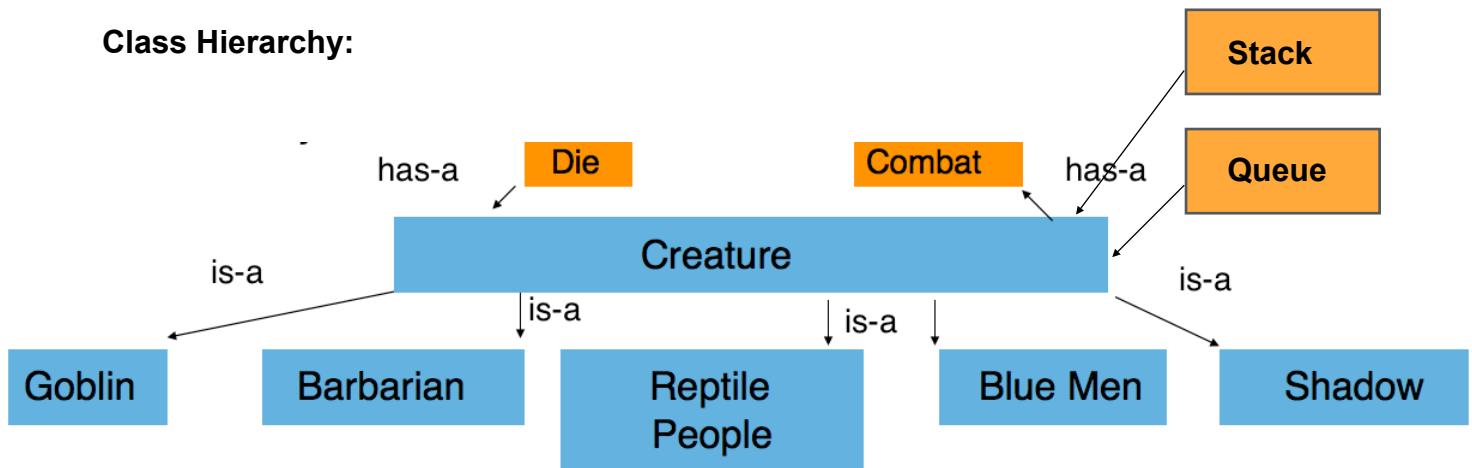 Class Hierarchy:
Stack
has-a
Die
Combat
has-a
Queue
Creature
is-a
is-a
is-a
is-a
Goblin
Barbarian
Reptile
People
Blue Men
Shadow